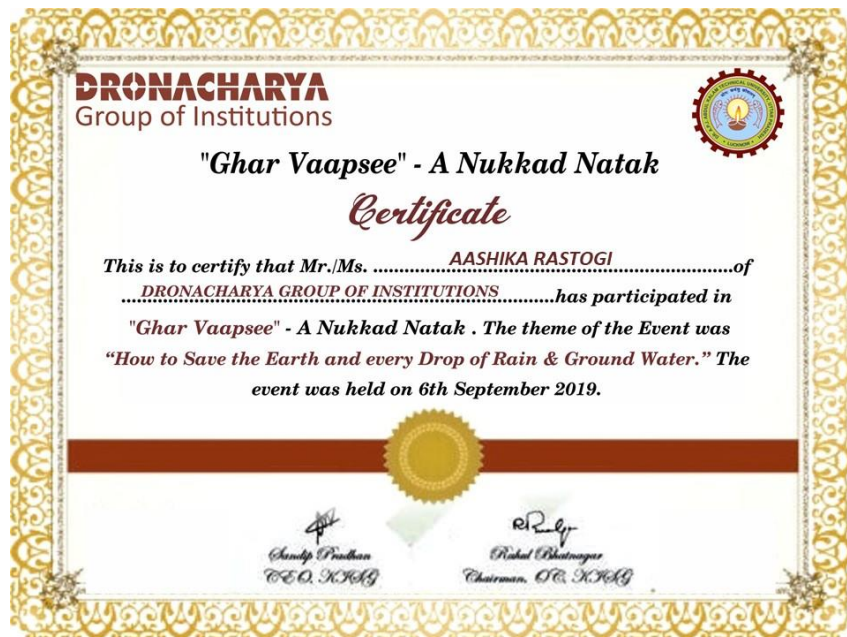 DRONACHARYA
Group of Institutions
"Ghar Vaapsee" - A Nukkad Natak
Certificate
This is to certify that Mr./Ms. ........................AASHIKA RASTOGI........................of
....DRONACHARYA GROUP OF INSTITUTIONS..........has participated in
"Ghar Vaapsee" - A Nukkad Natak . The theme of the Event was
“How to Save the Earth and every Drop of Rain & Ground Water.” The
event was held on 6th September 2019.
Sandip Pradhan Rahul Bhatnagar
Chairman, OC,